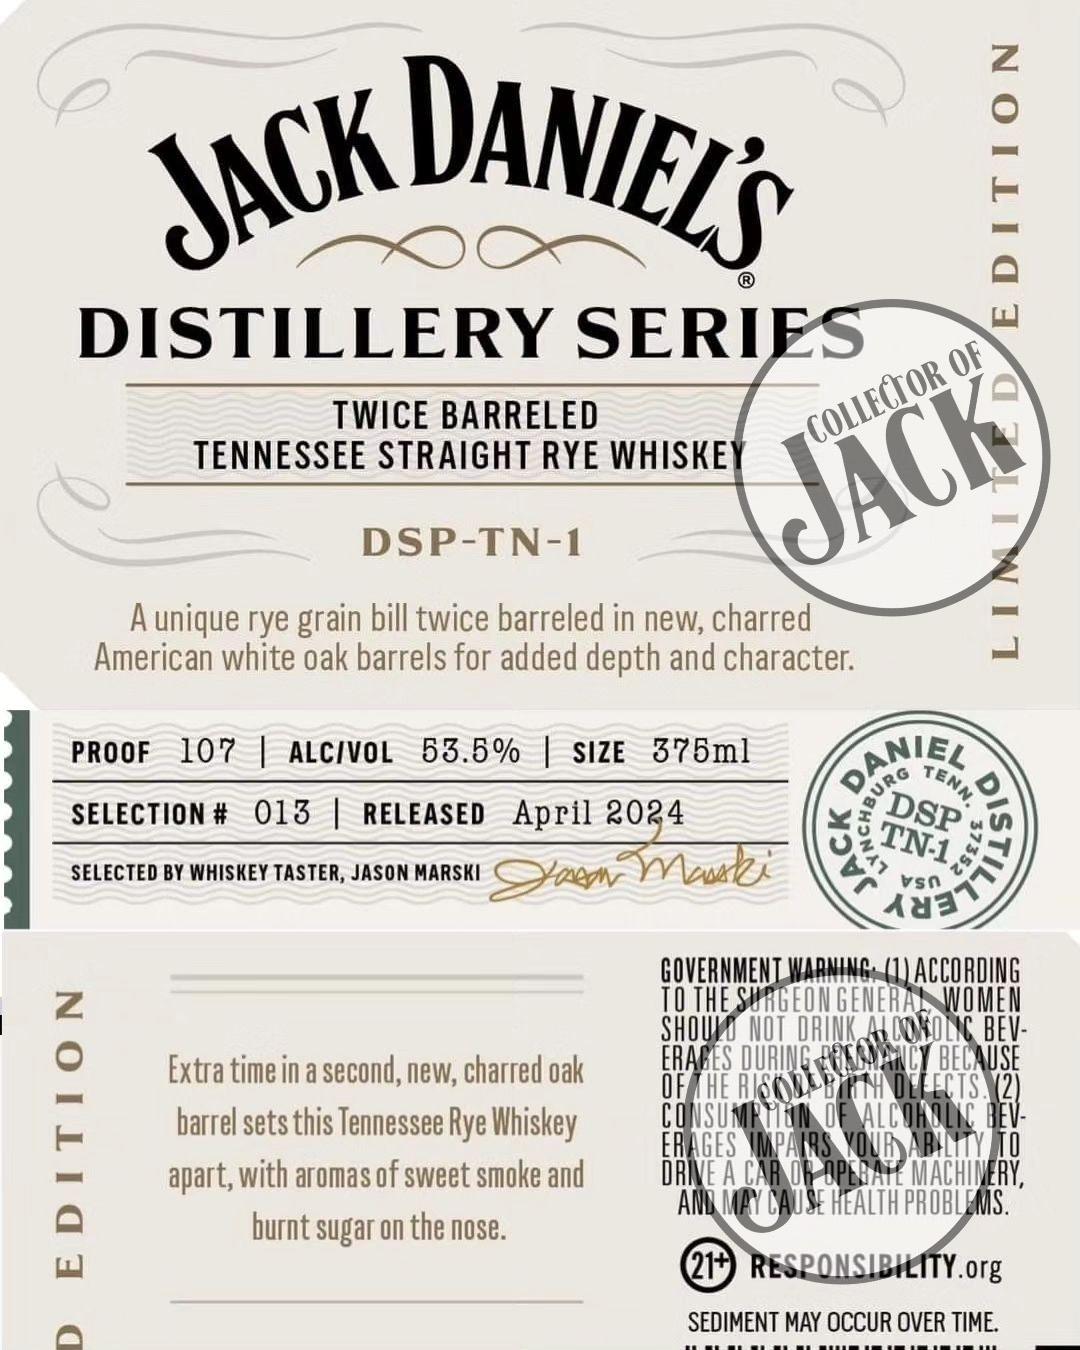 JACK DANIEL'S®
DISTILLERY SERIES
TWICE BARRELED
TENNESSEE STRAIGHT RYE WHISKEY
DSP-TN-1
A unique rye grain bill twice barreled in new, charred
American white oak barrels for added depth and character.
LIMITED EDITION
COLLECTOR OF
JACK
PROOF 107 | ALC/VOL 53.5% | SIZE 375ml
SELECTION # 013 | RELEASED April 2024
SELECTED BY WHISKEY TASTER, JASON MARSKI Jason Marski
JACK DANIEL DISTILLERY
LYNCHBURG TENN. 37352 USA
DSP
TN-1
D EDITION
Extra time in a second, new, charred oak
barrel sets this Tennessee Rye Whiskey
apart, with aromas of sweet smoke and
burnt sugar on the nose.
GOVERNMENT WARNING: (1) ACCORDING
TO THE SURGEON GENERAL, WOMEN
SHOULD NOT DRINK ALCOHOLIC BEV-
ERAGES DURING PREGNANCY BECAUSE
OF THE RISK OF BIRTH DEFECTS. (2)
CONSUMPTION OF ALCOHOLIC BEV-
ERAGES IMPAIRS YOUR ABILITY TO
DRIVE A CAR OR OPERATE MACHINERY,
AND MAY CAUSE HEALTH PROBLEMS.
COLLECTOR OF
JACK
21+ RESPONSIBILITY.org
SEDIMENT MAY OCCUR OVER TIME.